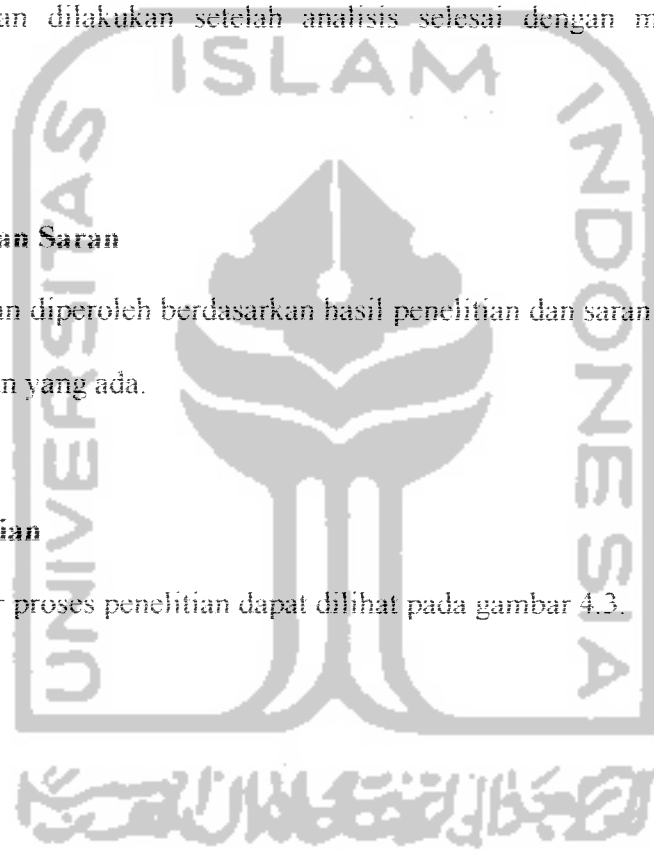 an dilakukan setelah analisis selesai dengan m
ISLAM
UNIVERSITAS
INDONESIA
an Saran
n diperoleh berdasarkan hasil penelitian dan saran
n yang ada.
ian
r proses penelitian dapat dilihat pada gambar 4.3.